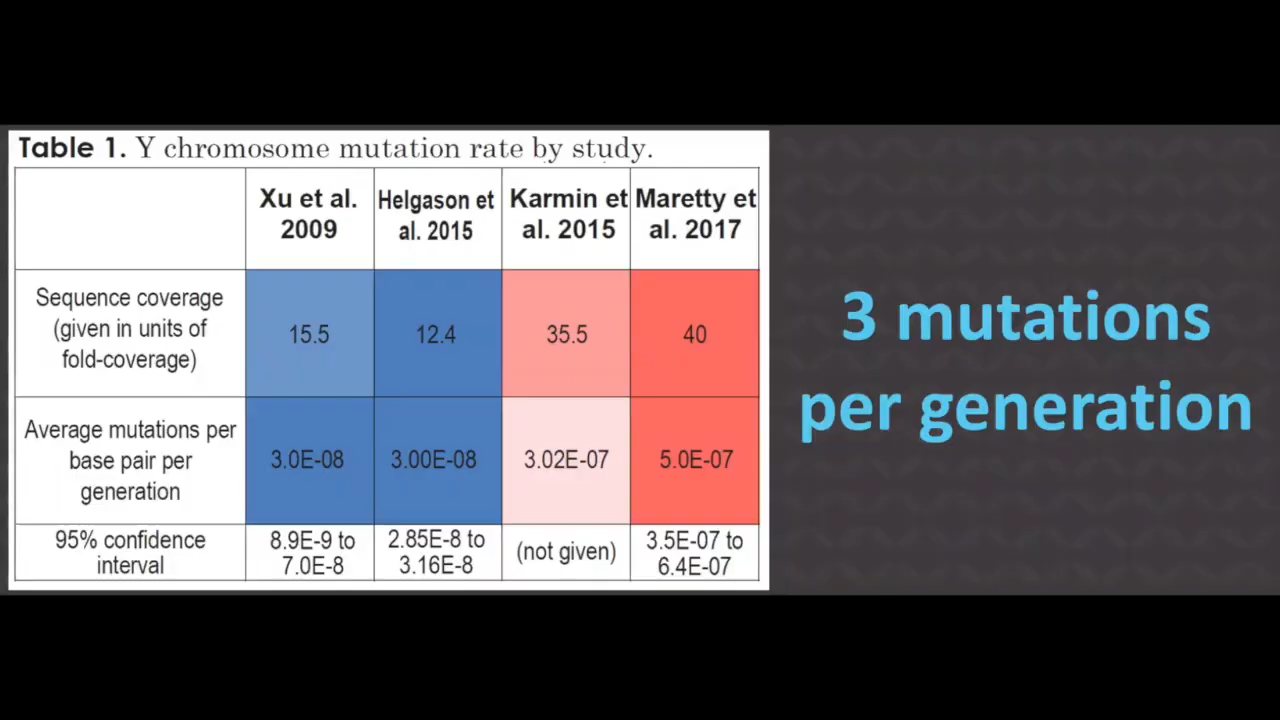 Table 1. Y chromosome mutation rate by study.
Xu et al.
2009
Helgason et
al. 2015
Karmin et
al. 2015
Maretty et
al. 2017
Sequence coverage
(given in units of
fold-coverage)
15.5
12.4
35.5
40
Average mutations per
base pair per
generation
3.0E-08
3.00E-08
3.02E-07
5.0E-07
95% confidence
interval
8.9E-9 to
7.0E-8
2.85E-8 to
3.16E-8
(not given)
3.5E-07 to
6.4E-07
3 mutations
per generation